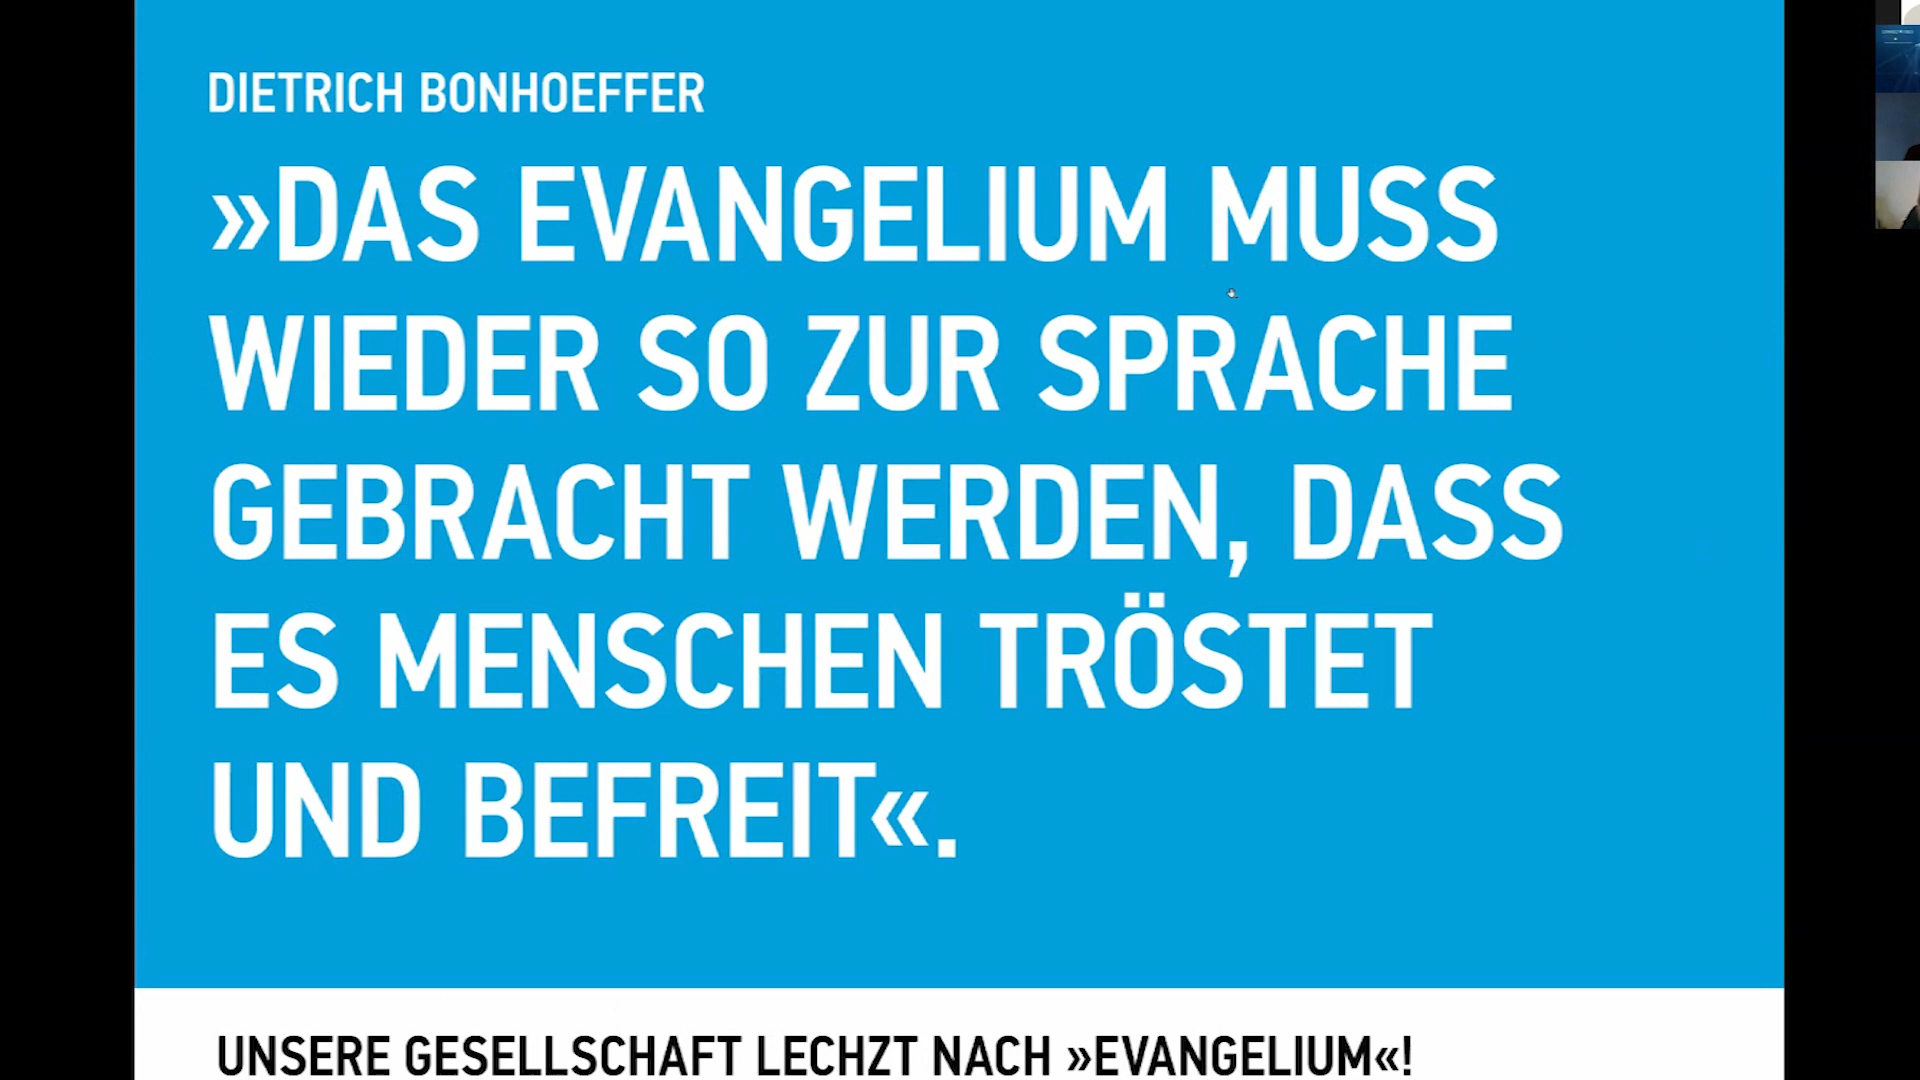 DIETRICH BONHOEFFER
»DAS EVANGELIUM MUSS
WIEDER SO ZUR SPRACHE
GEBRACHT WERDEN, DASS
ES MENSCHEN TRÖSTET
UND BEFREIT«.
UNSERE GESELLSCHAFT LECHZT NACH »EVANGELIUM«!